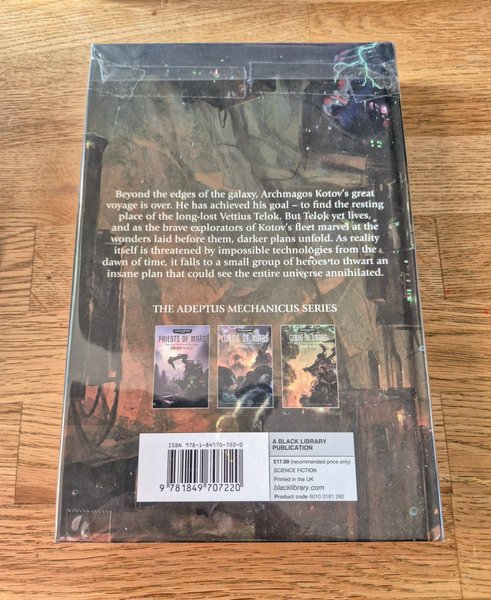 Beyond the edges of the galaxy, Archmagos Kotov's great
voyage is over. He has achieved his goal – to find the resting
place of the long-lost Vettius Telok. But Telok yet lives,
and as the brave explorators of Kotov's fleet marvel at the
wonders laid before them, darker plans unfold. As reality
itself is threatened by impossible technologies from the
dawn of time, it falls to a small group of heroes to thwart an
insane plan that could see the entire universe annihilated.
THE ADEPTUS MECHANICUS SERIES
PRIESTS OF MARS
LORDS OF MARS
GODS OF MARS
ISBN 978-1-84970-722-0
9 781849 707220
A BLACK LIBRARY
PUBLICATION
£17.99 (recommended price only)
SCIENCE FICTION
Printed in the UK
blacklibrary.com
Product code 6010 0181 282